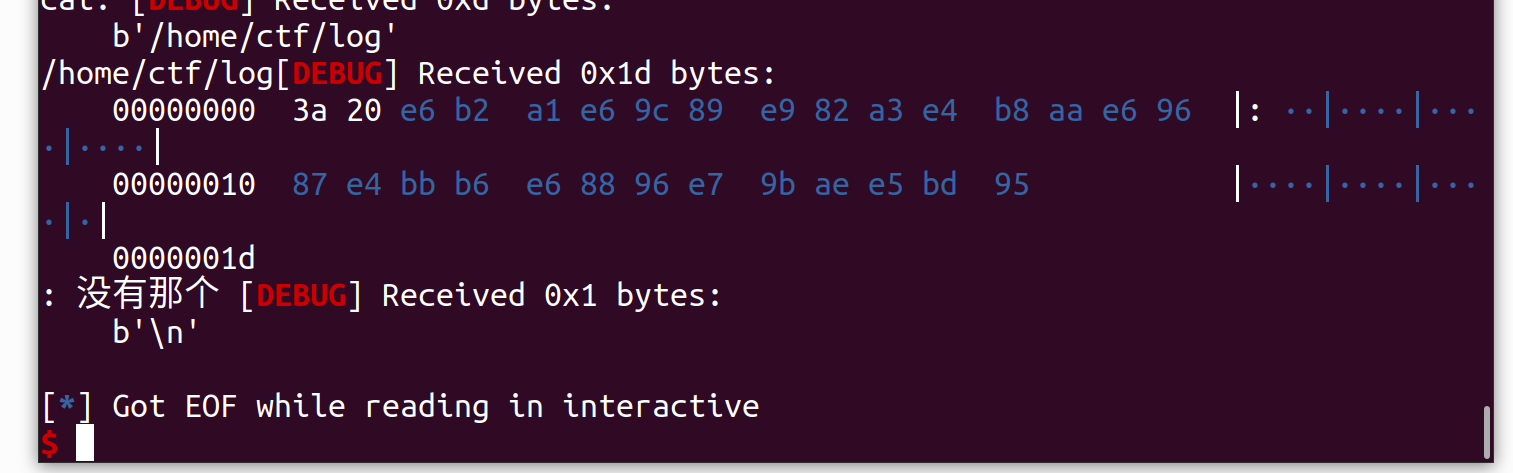 cat: [DEBUG] Received 0xd bytes:
    b'/home/ctf/log'
/home/ctf/log[DEBUG] Received 0x1d bytes:
    00000000  3a 20 e6 b2  a1 e6 9c 89  e9 82 a3 e4  b8 aa e6 96  │: ··│····│···
·│····│
    00000010  87 e4 bb b6  e6 88 96 e7  9b ae e5 bd  95           │····│····│···
·│·│
    0000001d
: 没有那个 [DEBUG] Received 0x1 bytes:
    b'\n'
[*] Got EOF while reading in interactive
$